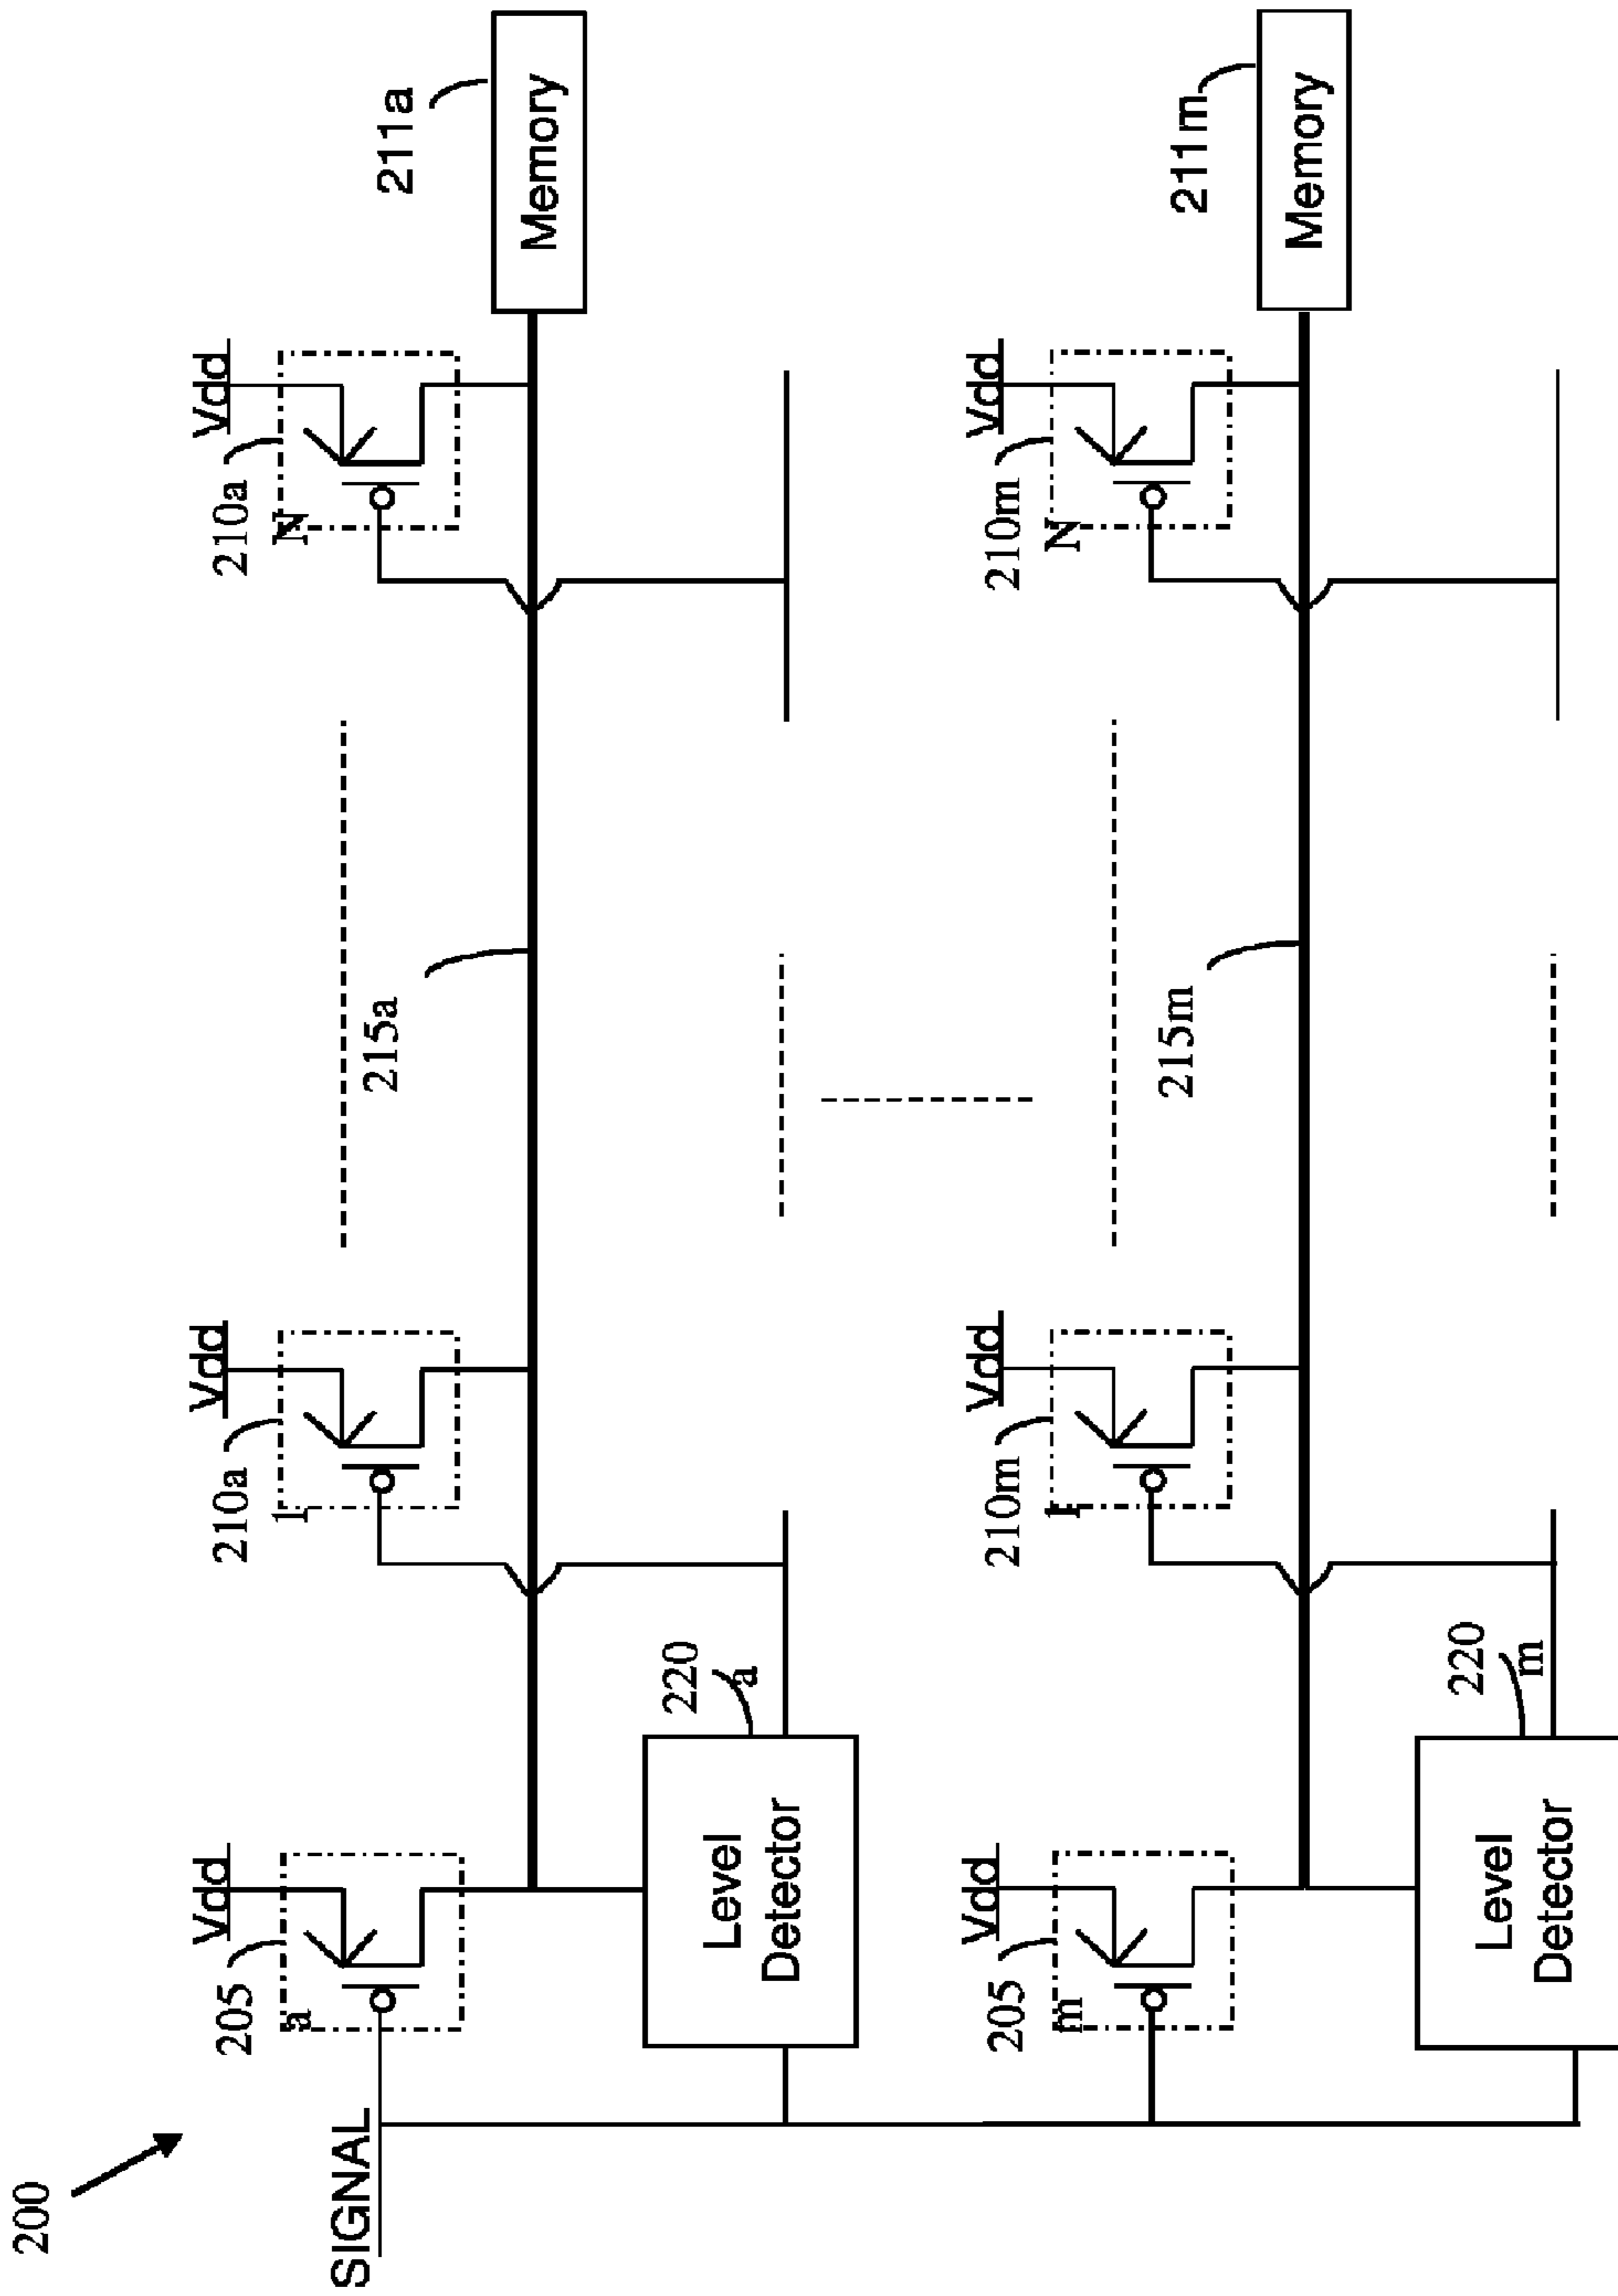 200
SIGNAL
205
a
Vdd
210a
1
Vdd
210a
N
Vdd
211a
Memory
215a
Level
Detector
220
a
205
m
Vdd
210m
1
Vdd
210m
N
Vdd
211m
Memory
215m
Level
Detector
220
m